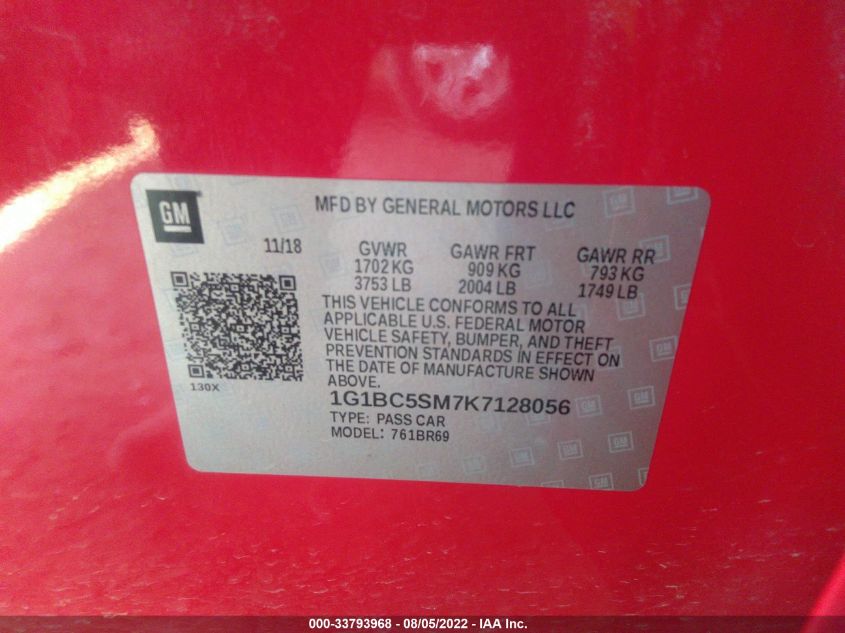 GM
MFD BY GENERAL MOTORS LLC
11/18 GVWR GAWR FRT GAWR RR
1702 KG 909 KG 793 KG
3753 LB 2004 LB 1749 LB
THIS VEHICLE CONFORMS TO ALL
APPLICABLE U.S. FEDERAL MOTOR
VEHICLE SAFETY, BUMPER, AND THEFT
PREVENTION STANDARDS IN EFFECT ON
THE DATE OF MANUFACTURE SHOWN
ABOVE.
130X
1G1BC5SM7K7128056
TYPE: PASS CAR
MODEL: 761BR69
000-33793968 - 08/05/2022 - IAA Inc.